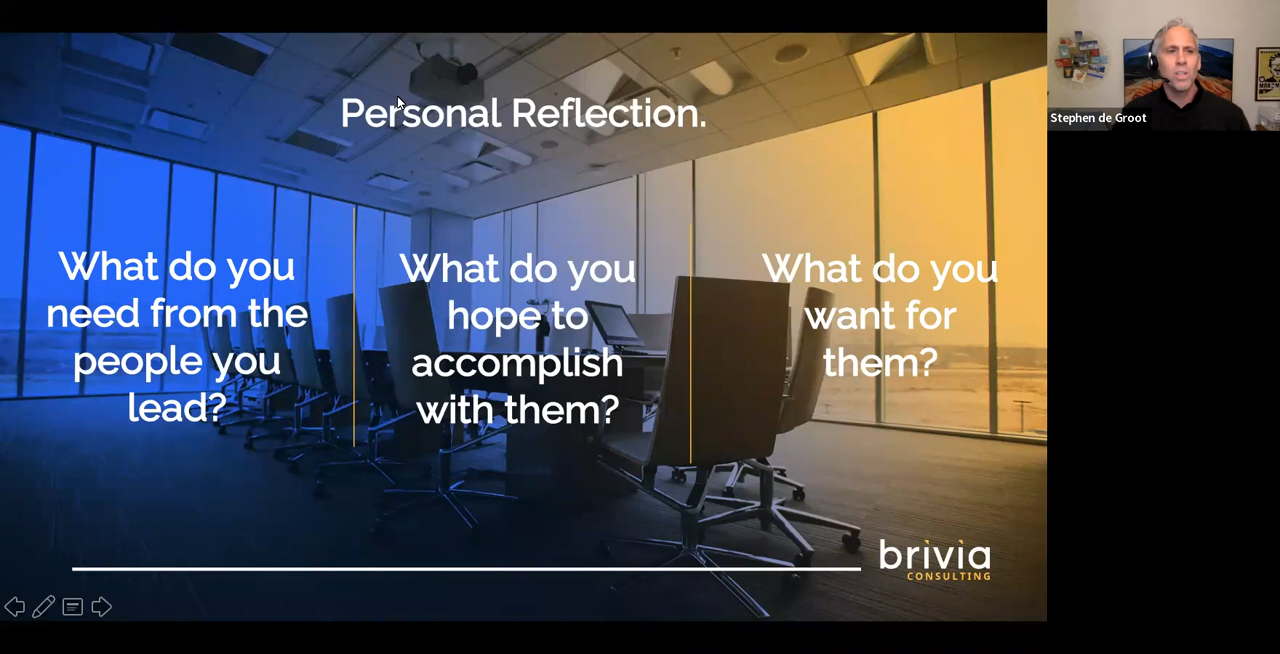 Personal Reflection.
What do you
need from the
people you
lead?
What do you
hope to
accomplish
with them?
What do you
want for
them?
brivia
CONSULTING
Stephen de Groot